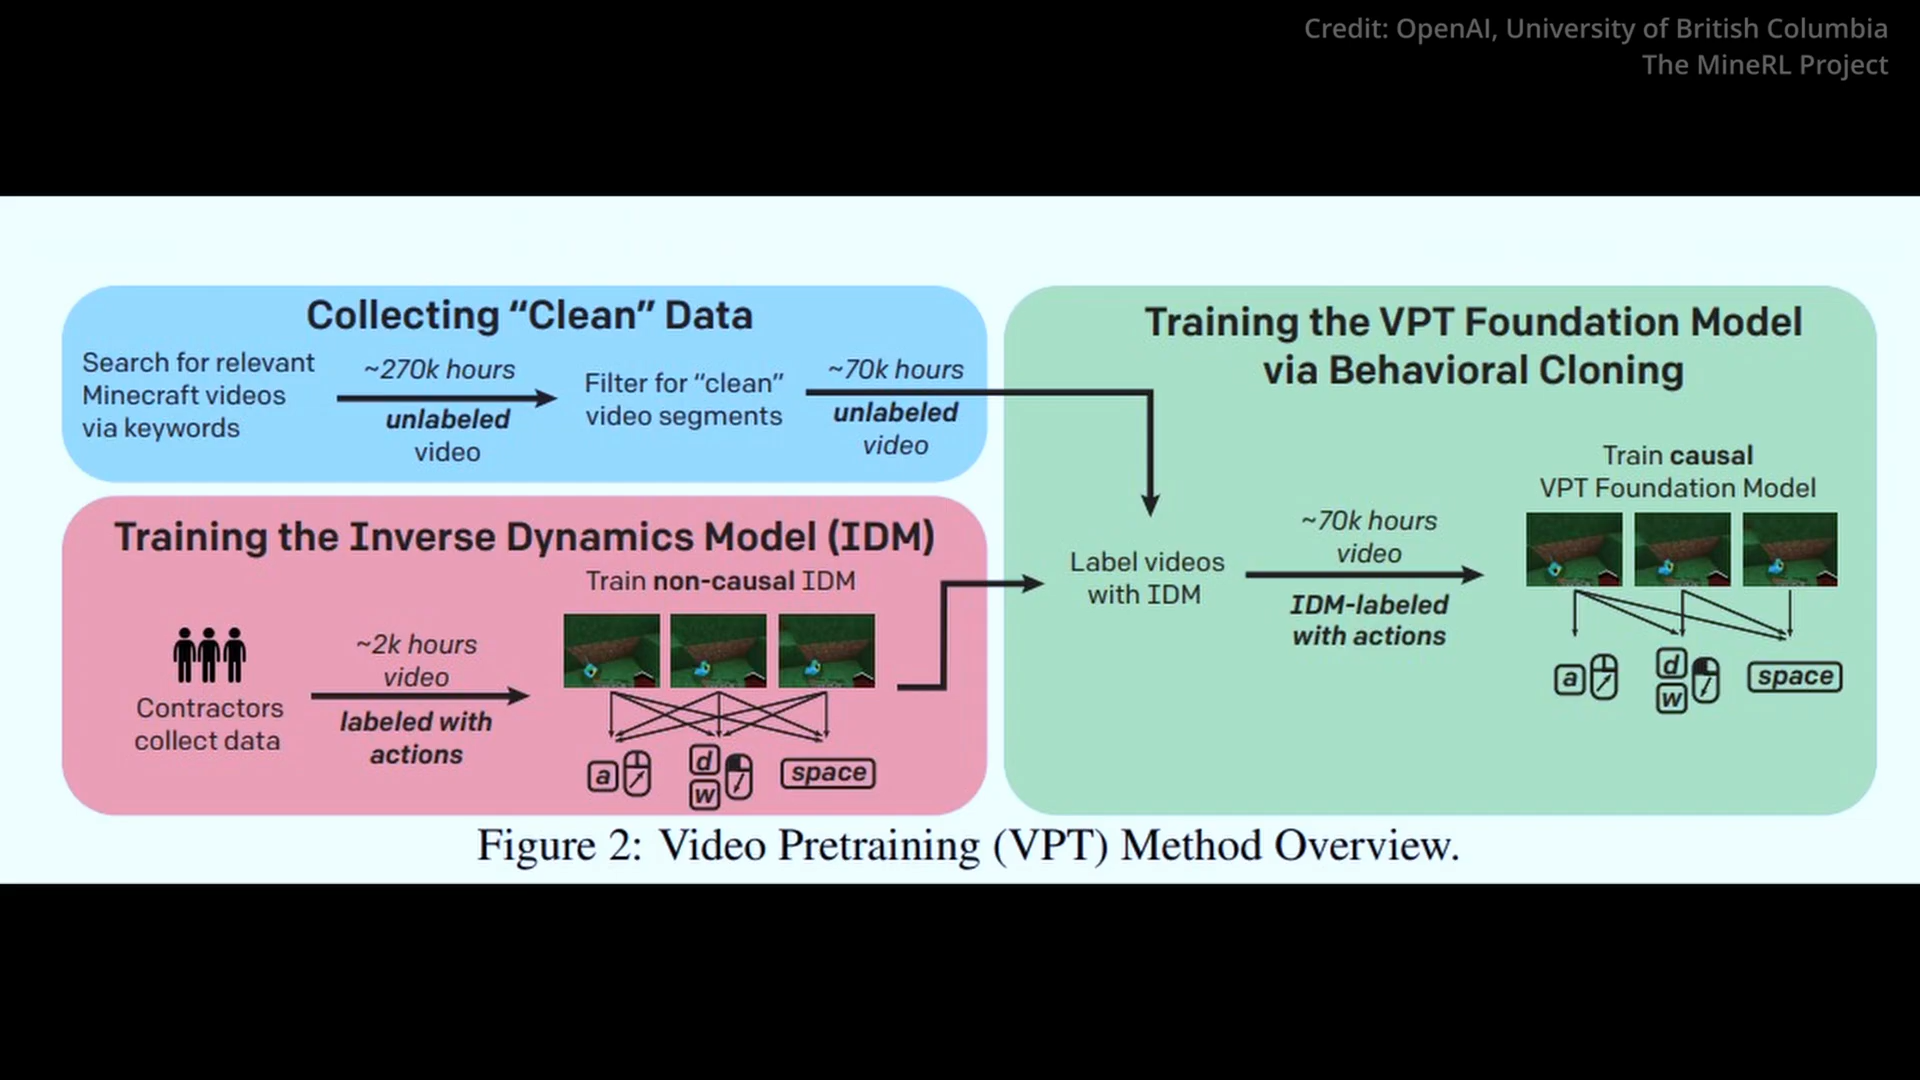 Credit: OpenAI, University of British Columbia
The MineRL Project
Collecting “Clean” Data
Search for relevant
Minecraft videos
via keywords
~270k hours
unlabeled
video
Filter for “clean”
video segments
~70k hours
unlabeled
video
Training the Inverse Dynamics Model (IDM)
Train non-causal IDM
Contractors
collect data
~2k hours
video
labeled with
actions
a
d
w
space
Training the VPT Foundation Model
via Behavioral Cloning
Label videos
with IDM
~70k hours
video
IDM-labeled
with actions
Train causal
VPT Foundation Model
a
d
w
space
Figure 2: Video Pretraining (VPT) Method Overview.